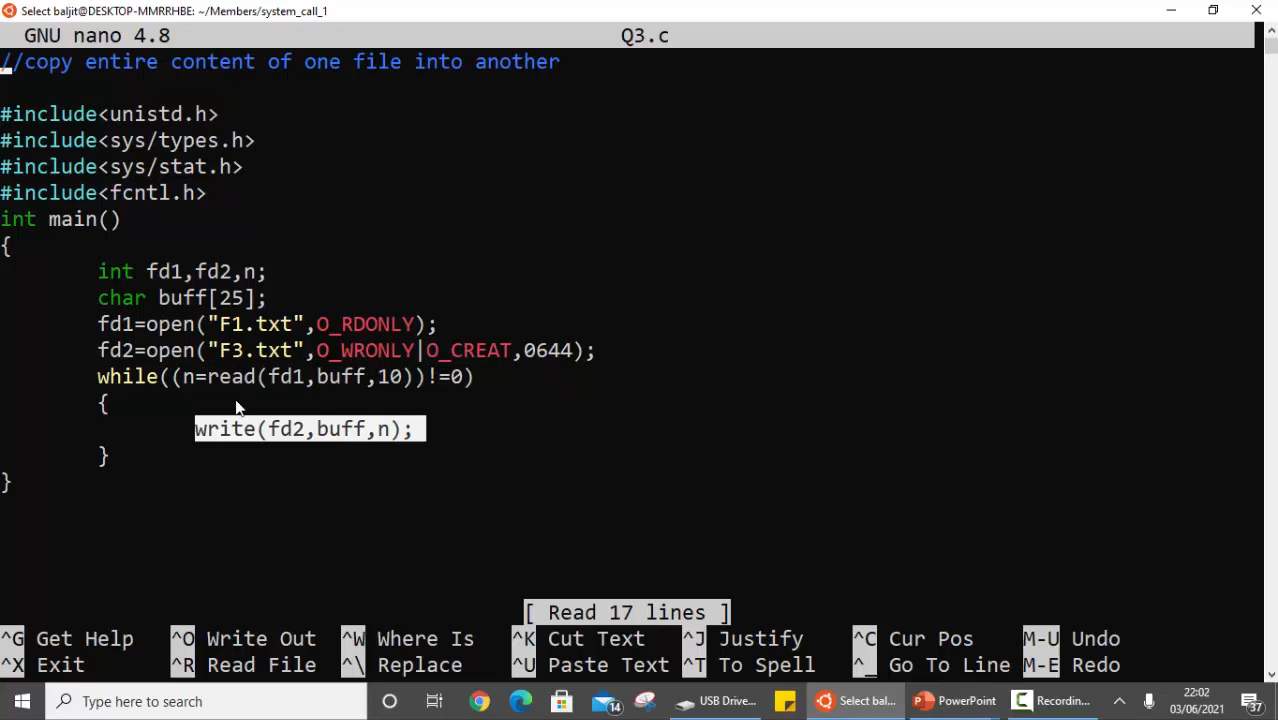 Select baljit@DESKTOP-MMRRHBE: ~/Members/system_call_1
GNU nano 4.8 Q3.c
//copy entire content of one file into another
#include<unistd.h>
#include<sys/types.h>
#include<sys/stat.h>
#include<fcntl.h>
int main()
{
int fd1,fd2,n;
char buff[25];
fd1=open("F1.txt",O_RDONLY);
fd2=open("F3.txt",O_WRONLY|O_CREAT,0644);
while((n=read(fd1,buff,10))!=0)
{
write(fd2,buff,n);
}
}
[ Read 17 lines ]
^G Get Help ^O Write Out ^W Where Is ^K Cut Text ^J Justify ^C Cur Pos M-U Undo
^X Exit ^R Read File ^\ Replace ^U Paste Text ^T To Spell ^_ Go To Line M-E Redo
Type here to search 14 USB Drive... Select bal... PowerPoint Recordin... 22:02
03/06/2021 37